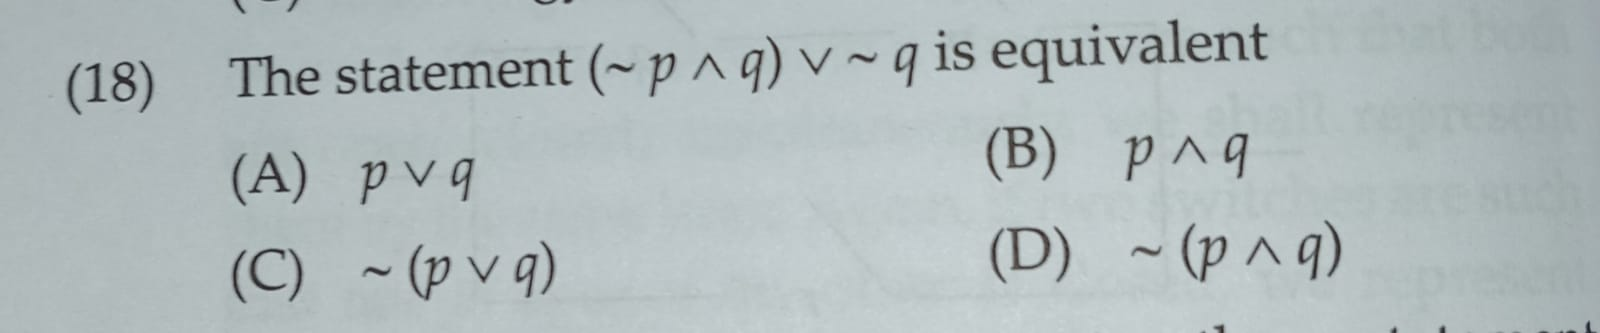 (18) The statement (~ p ∧ q) ∨ ~ q is equivalent
(A) p ∨ q (B) p ∧ q
(C) ~ (p ∨ q) (D) ~ (p ∧ q)